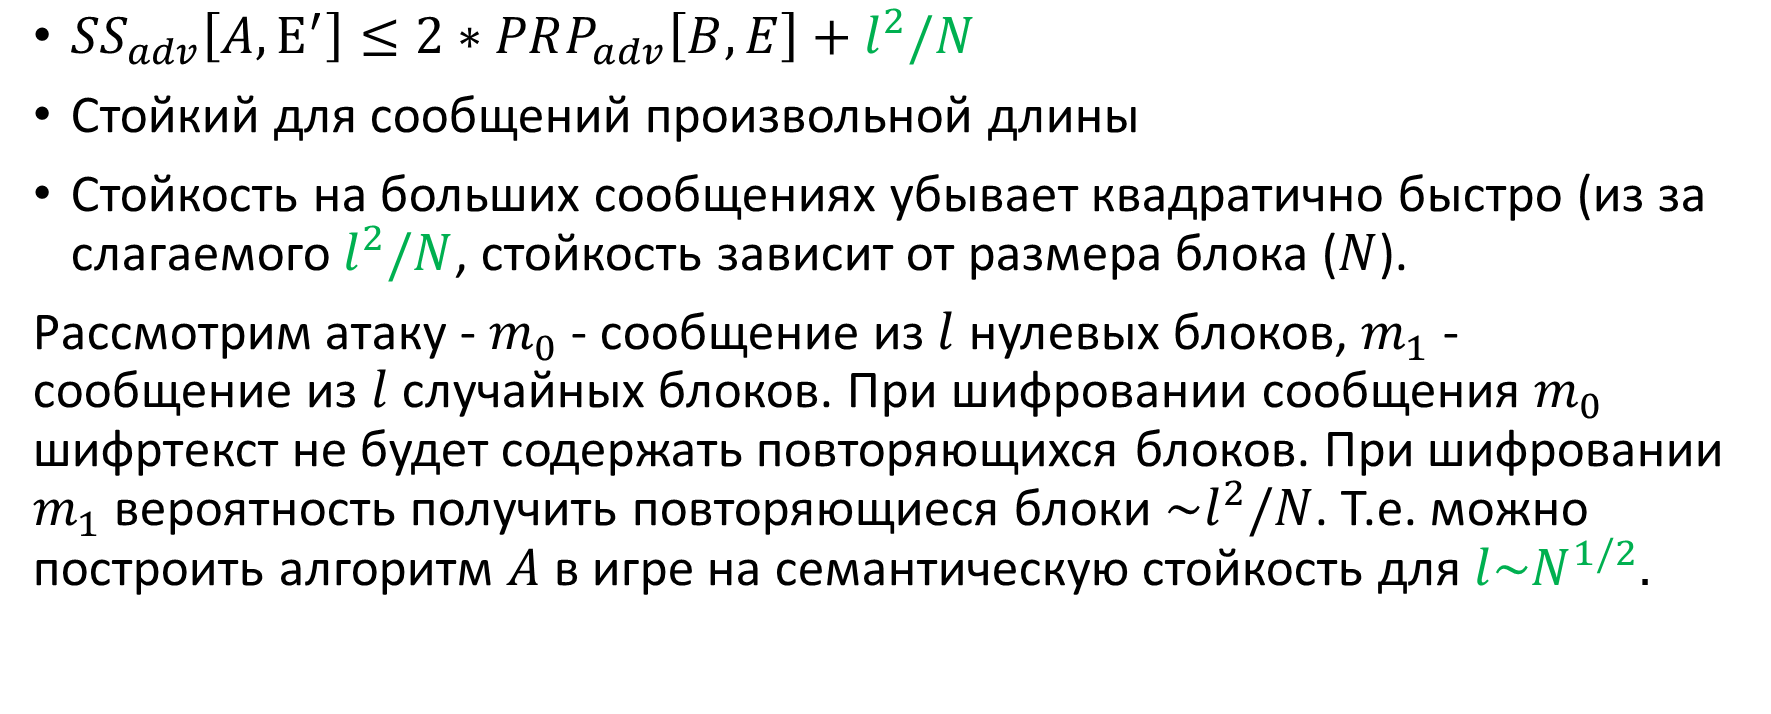 • SS_adv[A, E′] ≤ 2 ∗ PRP_adv[B, E] + l²/N
• Стойкий для сообщений произвольной длины
• Стойкость на больших сообщениях убывает квадратично быстро (из за
слагаемого l²/N, стойкость зависит от размера блока (N).
Рассмотрим атаку - m₀ - сообщение из l нулевых блоков, m₁ -
сообщение из l случайных блоков. При шифровании сообщения m₀
шифртекст не будет содержать повторяющихся блоков. При шифровании
m₁ вероятность получить повторяющиеся блоки ~l²/N. Т.е. можно
построить алгоритм A в игре на семантическую стойкость для l~N^{1/2}.